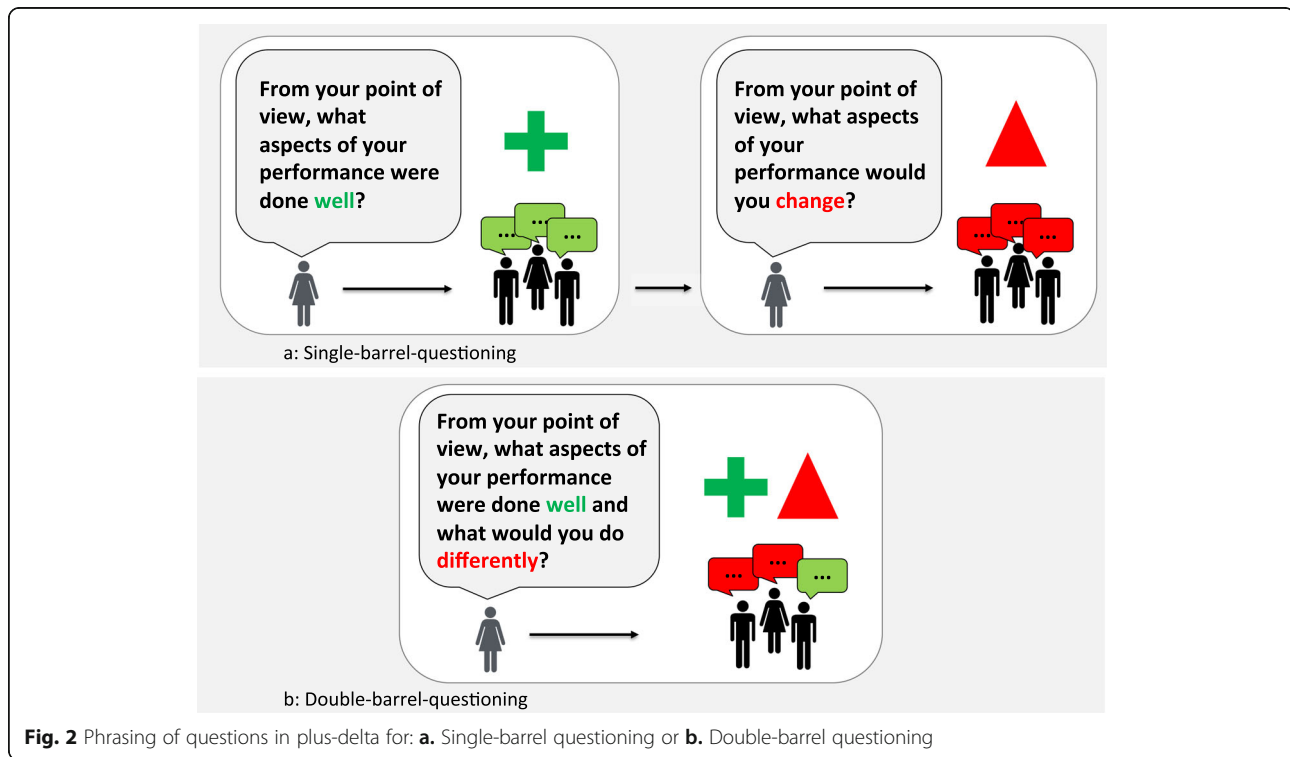 From your point of
view, what
aspects of your
performance were
done well?
...
...
...
From your point of
view, what aspects
of your
performance would
you change?
...
...
...
a: Single-barrel-questioning
From your point of
view, what aspects of
your performance
were done well and
what would you do
differently?
...
...
...
b: Double-barrel-questioning
Fig. 2 Phrasing of questions in plus-delta for: a. Single-barrel questioning or b. Double-barrel questioning